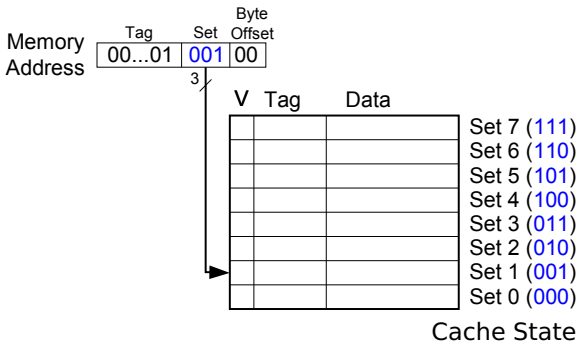 Memory
Address
Tag Set Byte
Offset
00...01 001 00
3
V Tag Data
Set 7 (111)
Set 6 (110)
Set 5 (101)
Set 4 (100)
Set 3 (011)
Set 2 (010)
Set 1 (001)
Set 0 (000)
Cache State